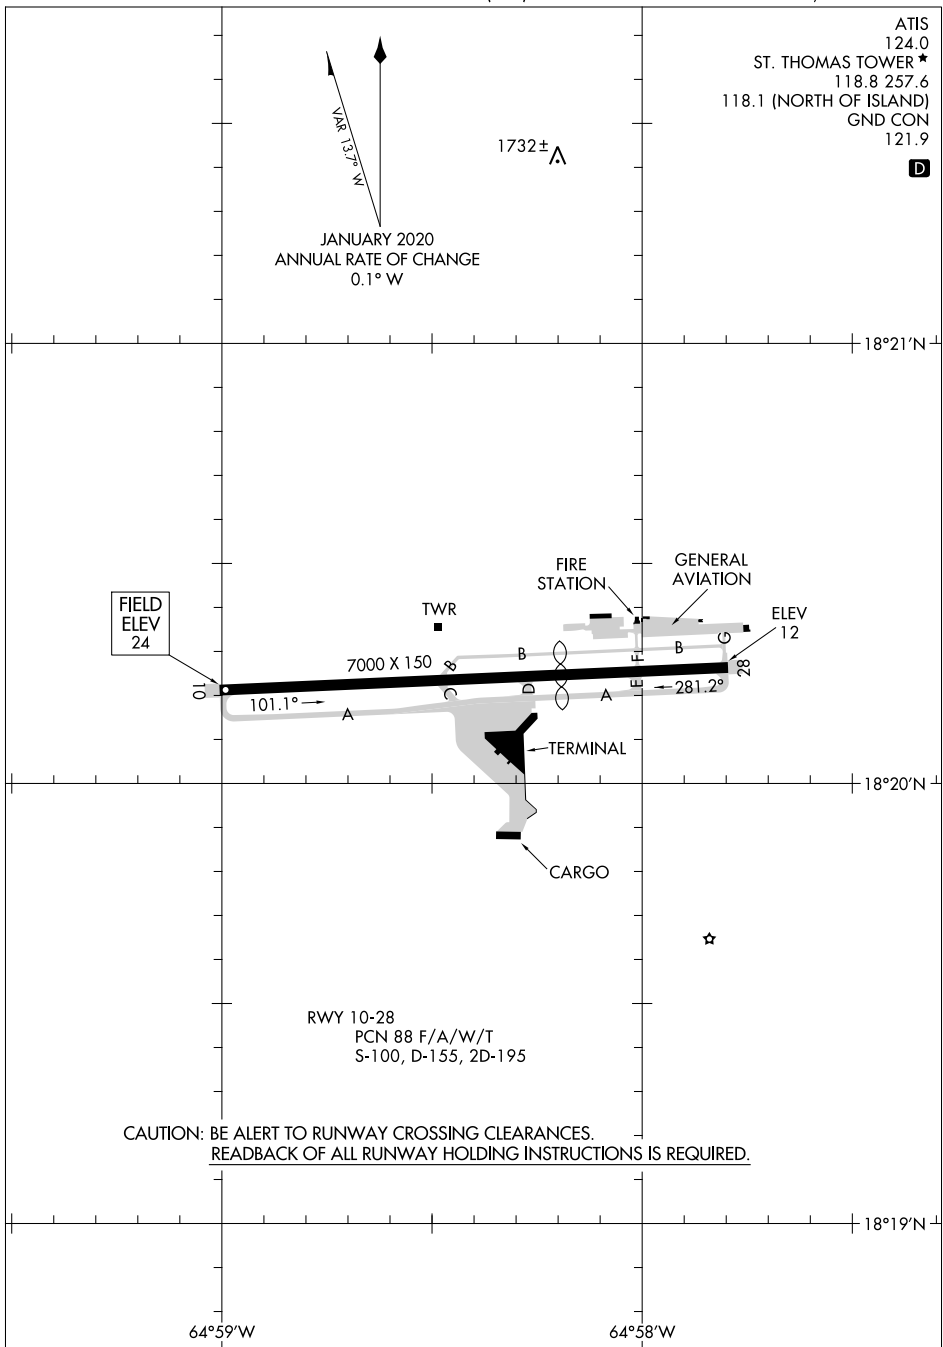 ATIS
124.0
ST. THOMAS TOWER ★
118.8 257.6
118.1 (NORTH OF ISLAND)
GND CON
121.9
D
VAR 13.7° W
1732±
JANUARY 2020
ANNUAL RATE OF CHANGE
0.1° W
18°21'N
FIRE
STATION
GENERAL
AVIATION
FIELD
ELEV
24
TWR
ELEV
12
7000 X 150
B
B
B
F
G
28
10
101.1°
A
C
D
A
E
281.2°
TERMINAL
18°20'N
CARGO
RWY 10-28
PCN 88 F/A/W/T
S-100, D-155, 2D-195
CAUTION: BE ALERT TO RUNWAY CROSSING CLEARANCES.
READBACK OF ALL RUNWAY HOLDING INSTRUCTIONS IS REQUIRED.
18°19'N
64°59'W
64°58'W